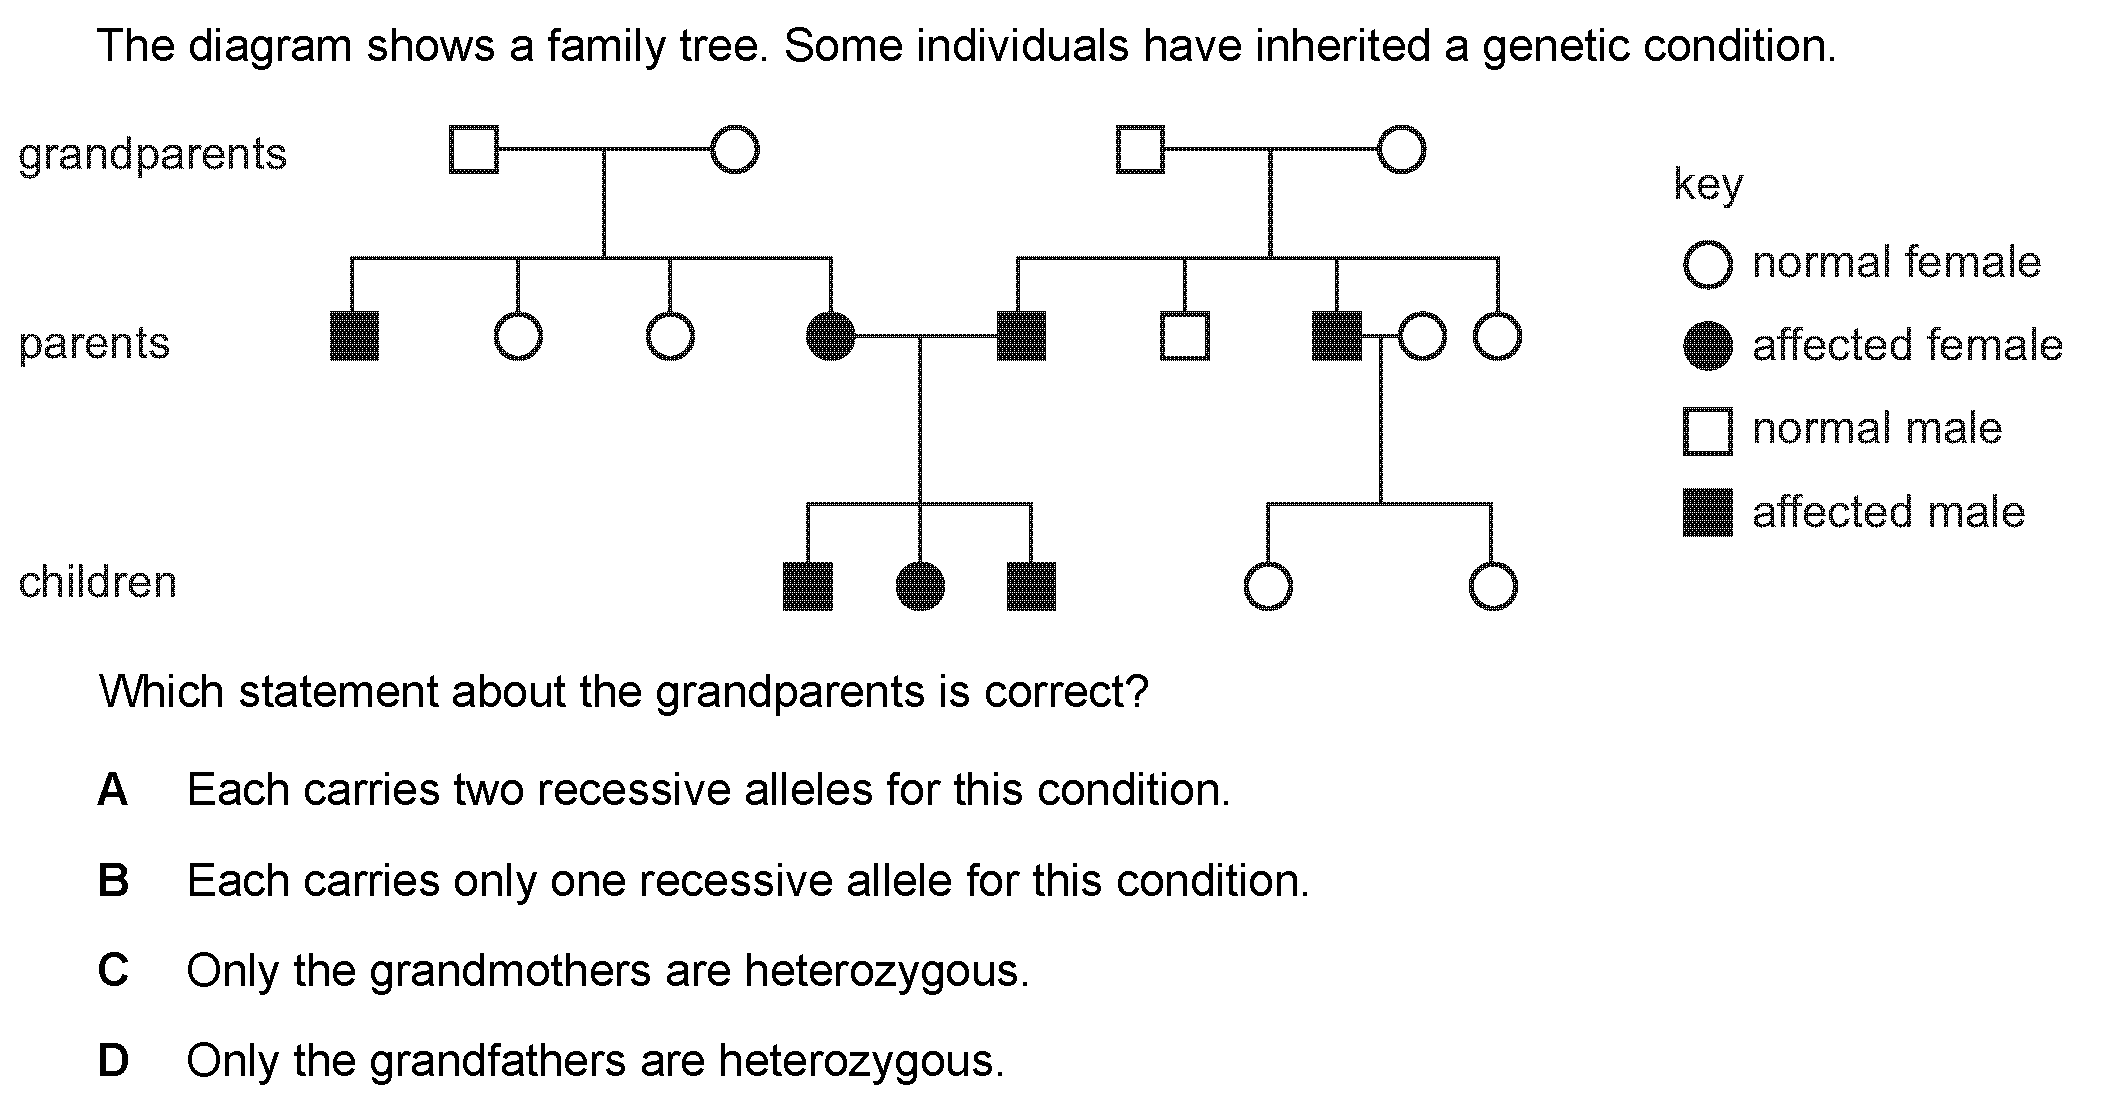 The diagram shows a family tree. Some individuals have inherited a genetic condition.
grandparents
key
normal female
parents
affected female
normal male
affected male
children
Which statement about the grandparents is correct?
A Each carries two recessive alleles for this condition.
B Each carries only one recessive allele for this condition.
C Only the grandmothers are heterozygous.
D Only the grandfathers are heterozygous.